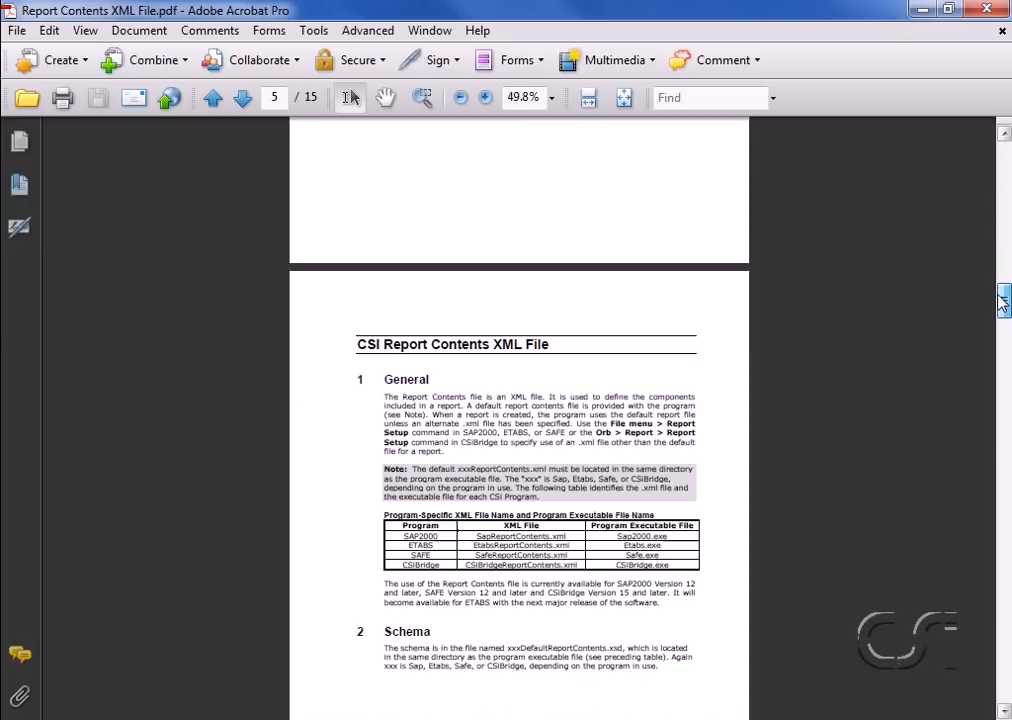 Report Contents XML File.pdf - Adobe Acrobat Pro
File Edit View Document Comments Forms Tools Advanced Window Help
Create Combine Collaborate Secure Sign Forms Multimedia Comment
5 / 15 49.8% Find
CSI Report Contents XML File
1 General
The Report Contents file is an XML file. It is used to define the components
included in a report. A default report contents file is provided with the program
(see Note). When a report is created, the program uses the default report file
unless an alternate .xml file has been specified. Use the File menu > Report
Setup command in SAP2000, ETABS, or SAFE or the Orb > Report > Report
Setup command in CSiBridge to specify use of an .xml file other than the default
file for a report.
Note: The default xxxReportContents.xml must be located in the same directory
as the program executable file. The "xxx" is Sap, Etabs, Safe, or CSiBridge,
depending on the program in use. The following table identifies the .xml file and
the executable file for each CSi Program.
Program-Specific XML File Name and Program Executable File Name
Program XML File Program Executable File
SAP2000 SapReportContents.xml Sap2000.exe
ETABS EtabsReportContents.xml Etabs.exe
SAFE SafeReportContents.xml Safe.exe
CSiBridge CSiBridgeReportContents.xml CSiBridge.exe
The use of the Report Contents file is currently available for SAP2000 Version 12
and later, SAFE Version 12 and later and CSiBridge Version 15 and later. It will
become available for ETABS with the next major release of the software.
2 Schema
The schema is in the file named xxxDefaultReportContents.xsd, which is located
in the same directory as the program executable file (see preceding table). Again
xxx is Sap, Etabs, Safe, or CSiBridge, depending on the program in use.
CSI